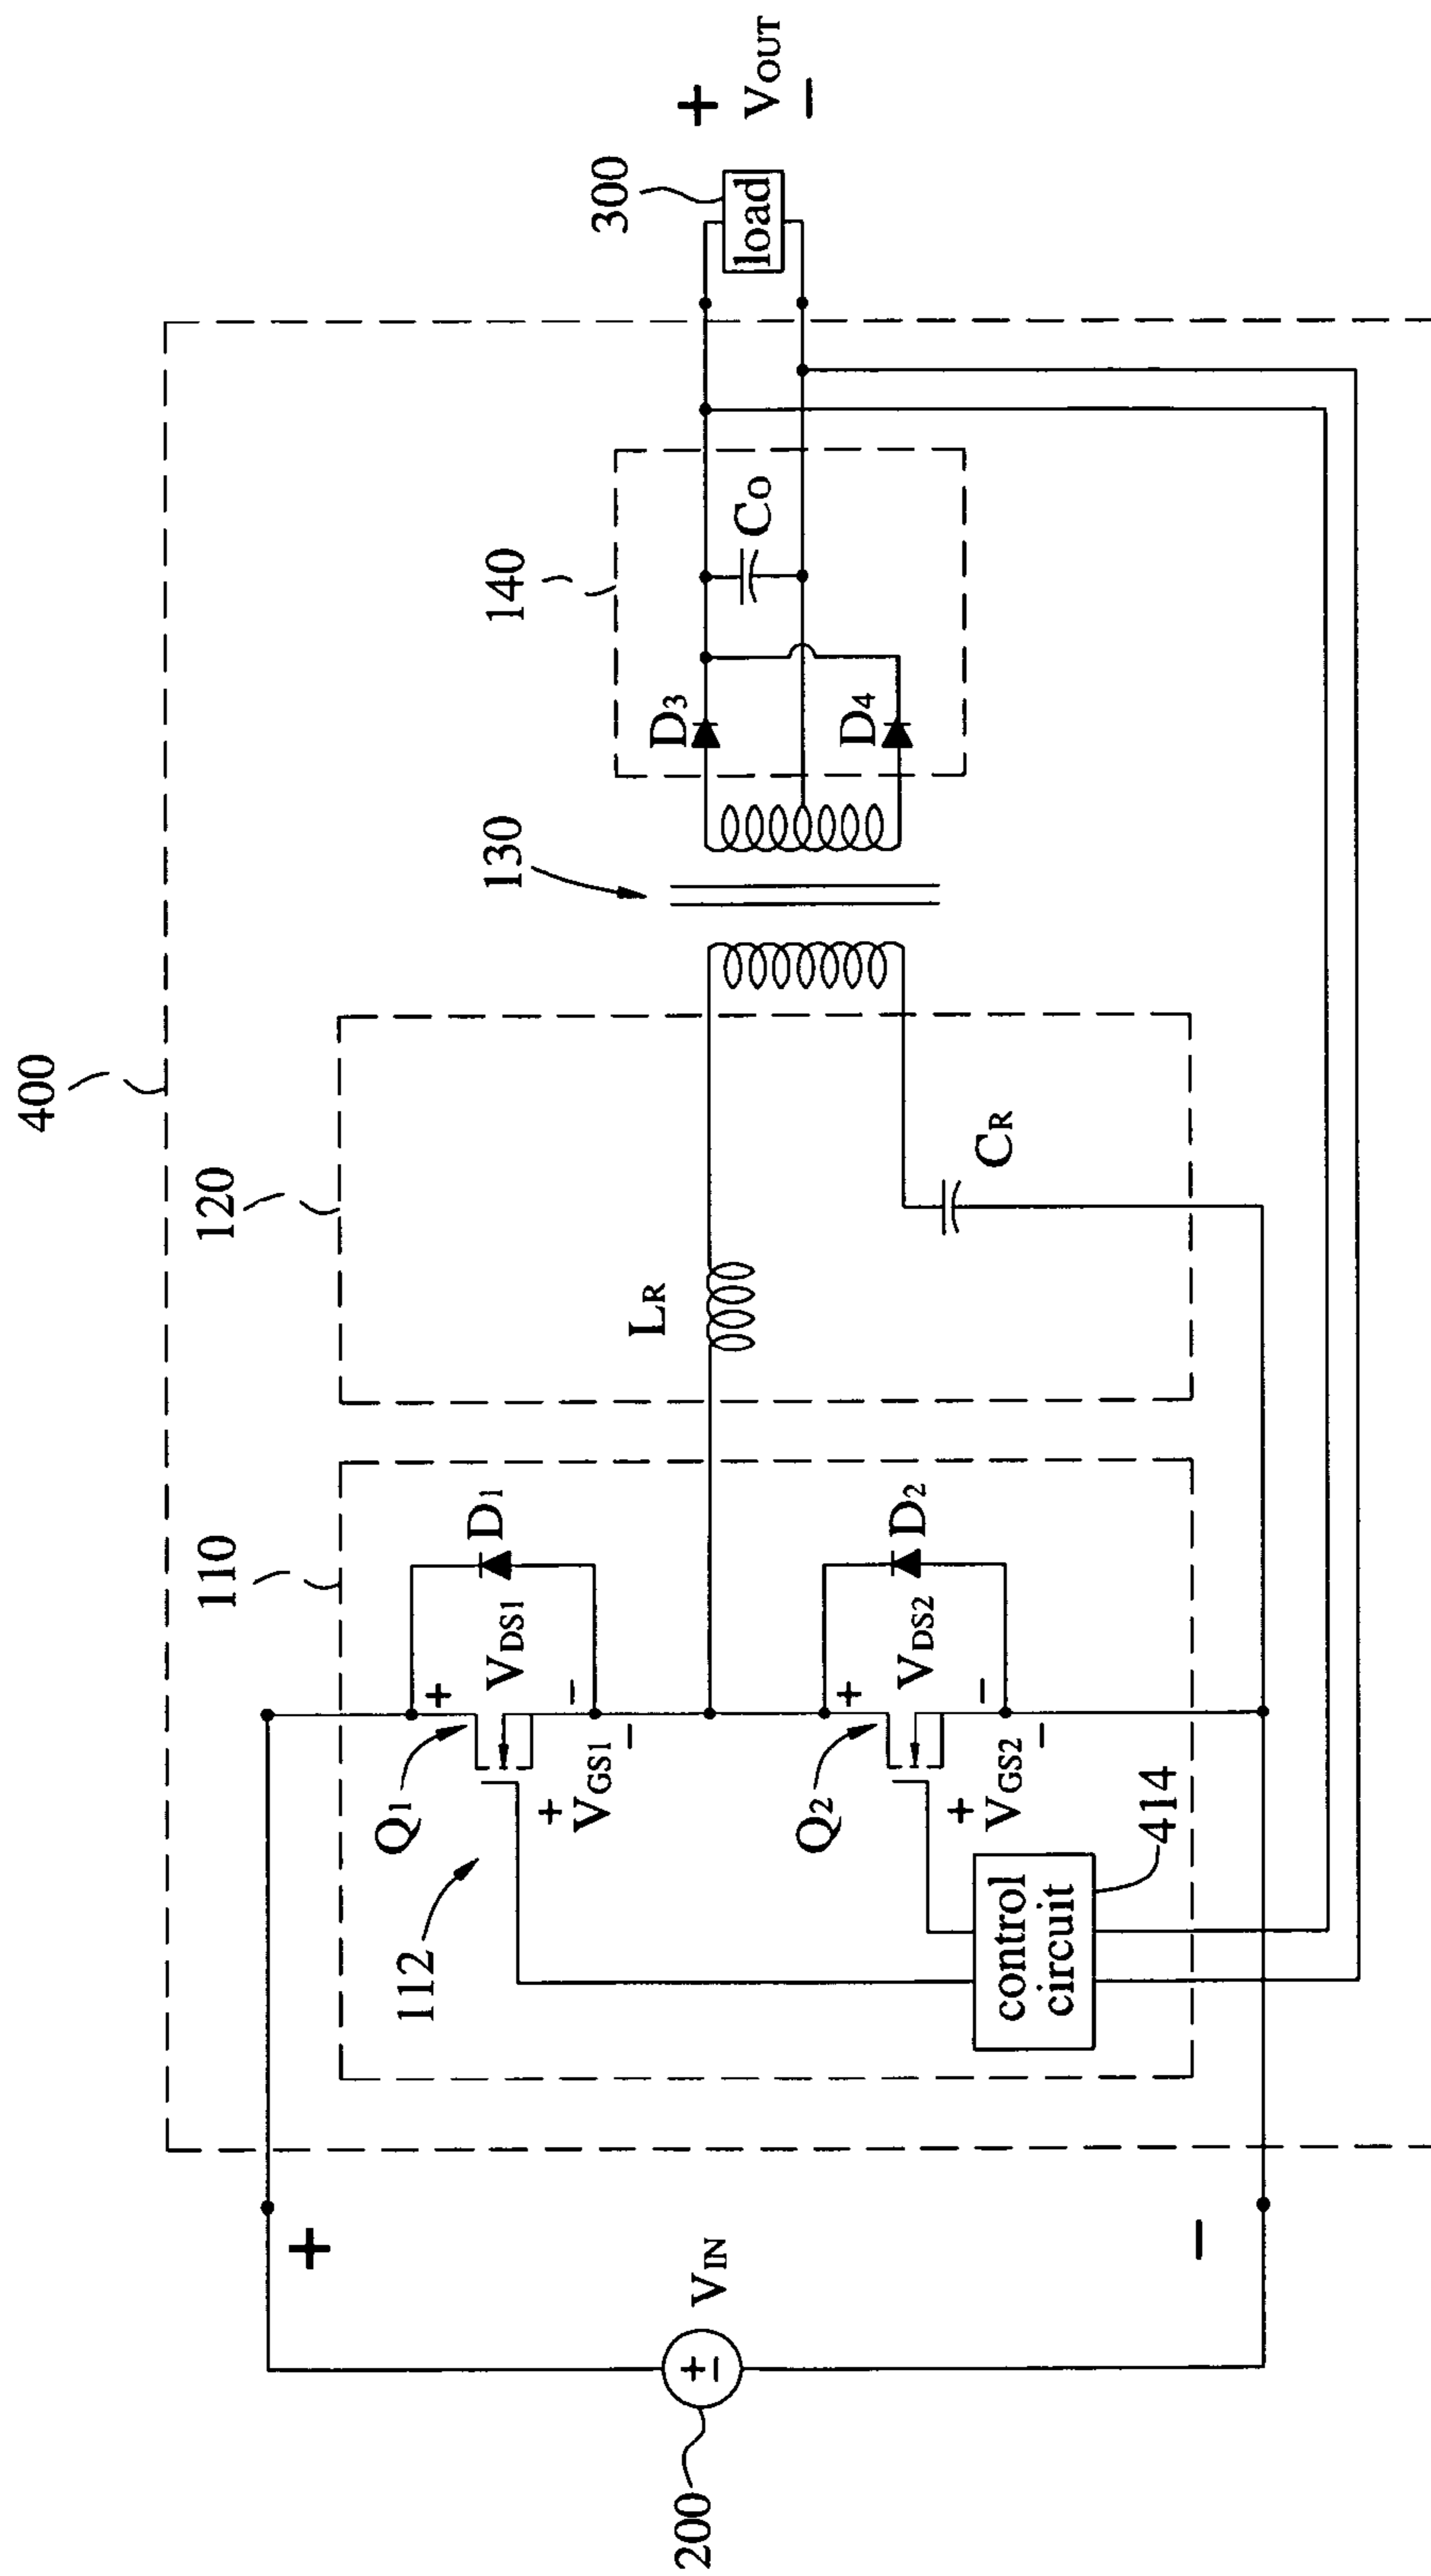 400
110
120
130
140
300
112
Q1
+
VDS1
−
D1
+
VGS1
−
LR
CR
D3
D4
CO
load
+
VOUT
−
+
VIN
−
±
200
Q2
+
VDS2
−
D2
+
VGS2
−
control
circuit
414